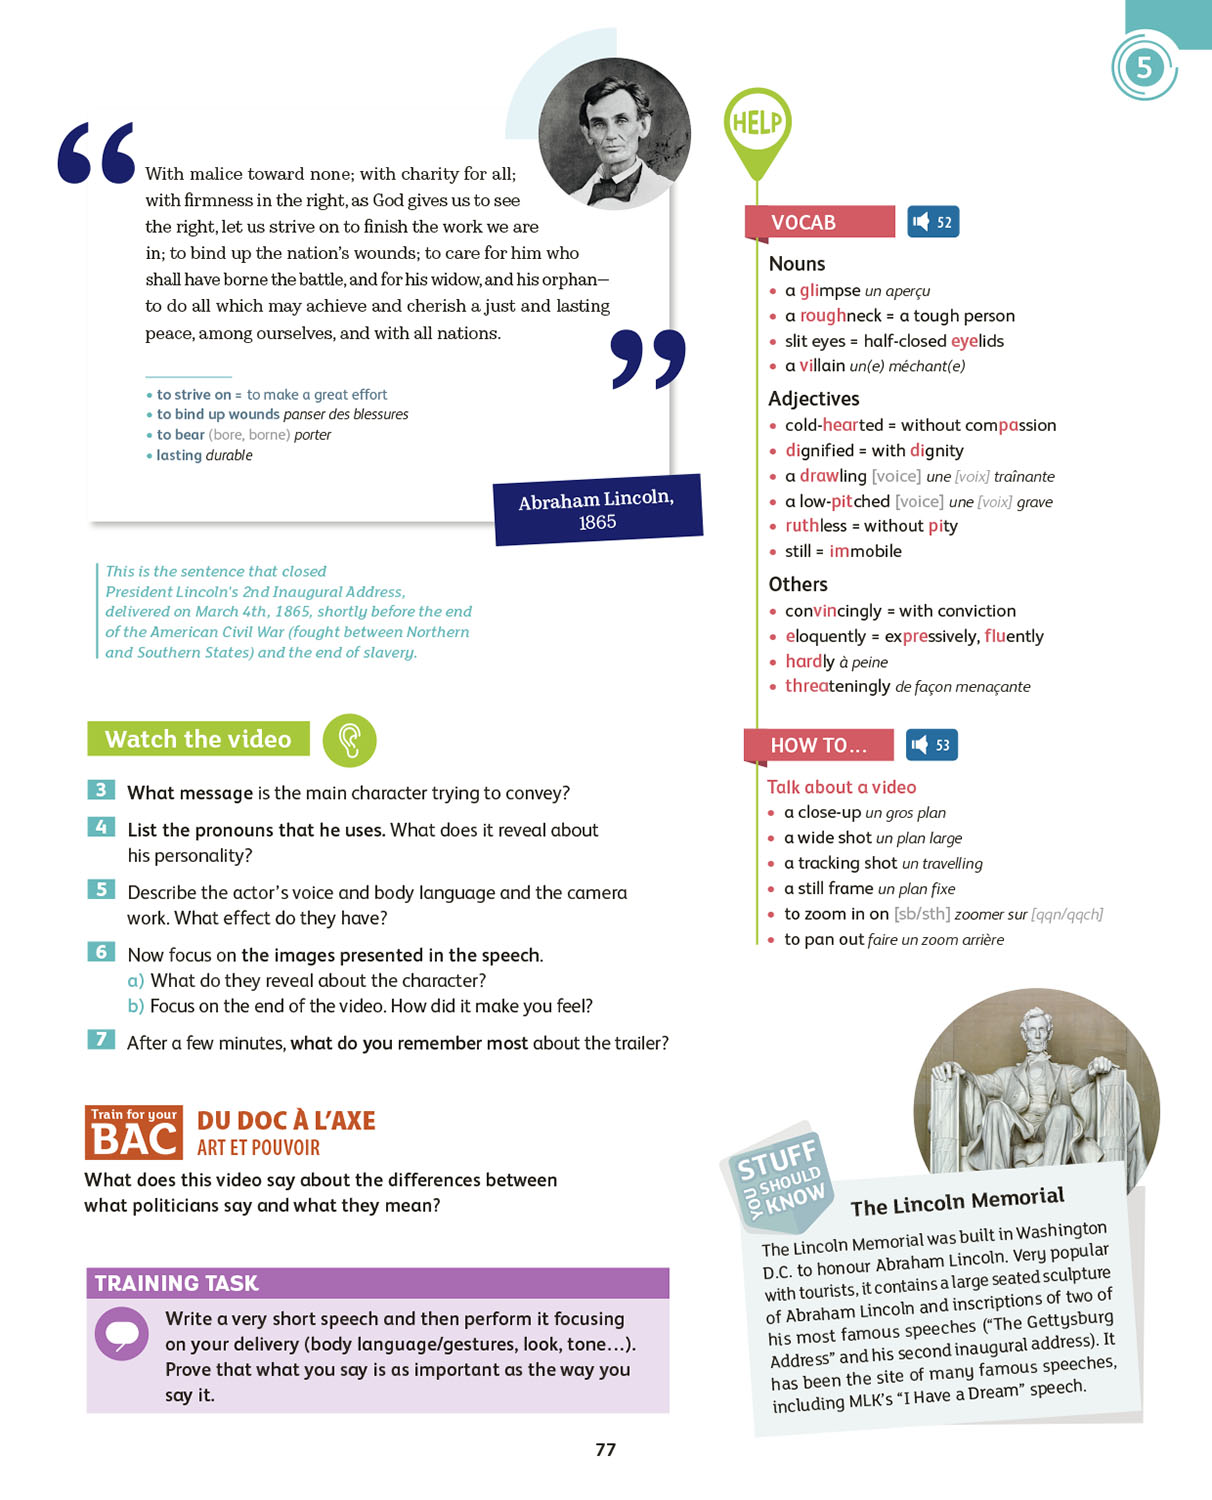 5
With malice toward none; with charity for all;
with firmness in the right, as God gives us to see
the right, let us strive on to finish the work we are
in; to bind up the nation's wounds; to care for him who
shall have borne the battle, and for his widow, and his orphan—
to do all which may achieve and cherish a just and lasting
peace, among ourselves, and with all nations.
• to strive on = to make a great effort
• to bind up wounds panser des blessures
• to bear (bore, borne) porter
• lasting durable
Abraham Lincoln,
1865
This is the sentence that closed
President Lincoln's 2nd Inaugural Address,
delivered on March 4th, 1865, shortly before the end
of the American Civil War (fought between Northern
and Southern States) and the end of slavery.
Watch the video
3 What message is the main character trying to convey?
4 List the pronouns that he uses. What does it reveal about
his personality?
5 Describe the actor's voice and body language and the camera
work. What effect do they have?
6 Now focus on the images presented in the speech.
a) What do they reveal about the character?
b) Focus on the end of the video. How did it make you feel?
7 After a few minutes, what do you remember most about the trailer?
Train for your
BAC
DU DOC À L'AXE
ART ET POUVOIR
What does this video say about the differences between
what politicians say and what they mean?
TRAINING TASK
Write a very short speech and then perform it focusing
on your delivery (body language/gestures, look, tone…).
Prove that what you say is as important as the way you
say it.
HELP
VOCAB 52
Nouns
• a glimpse un aperçu
• a roughneck = a tough person
• slit eyes = half-closed eyelids
• a villain un(e) méchant(e)
Adjectives
• cold-hearted = without compassion
• dignified = with dignity
• a drawling [voice] une [voix] traînante
• a low-pitched [voice] une [voix] grave
• ruthless = without pity
• still = immobile
Others
• convincingly = with conviction
• eloquently = expressively, fluently
• hardly à peine
• threateningly de façon menaçante
HOW TO… 53
Talk about a video
• a close-up un gros plan
• a wide shot un plan large
• a tracking shot un travelling
• a still frame un plan fixe
• to zoom in on [sb/sth] zoomer sur [qqn/qqch]
• to pan out faire un zoom arrière
STUFF
YOU SHOULD
KNOW
The Lincoln Memorial
The Lincoln Memorial was built in Washington
D.C. to honour Abraham Lincoln. Very popular
with tourists, it contains a large seated sculpture
of Abraham Lincoln and inscriptions of two of
his most famous speeches ("The Gettysburg
Address" and his second inaugural address). It
has been the site of many famous speeches,
including MLK's "I Have a Dream" speech.
77